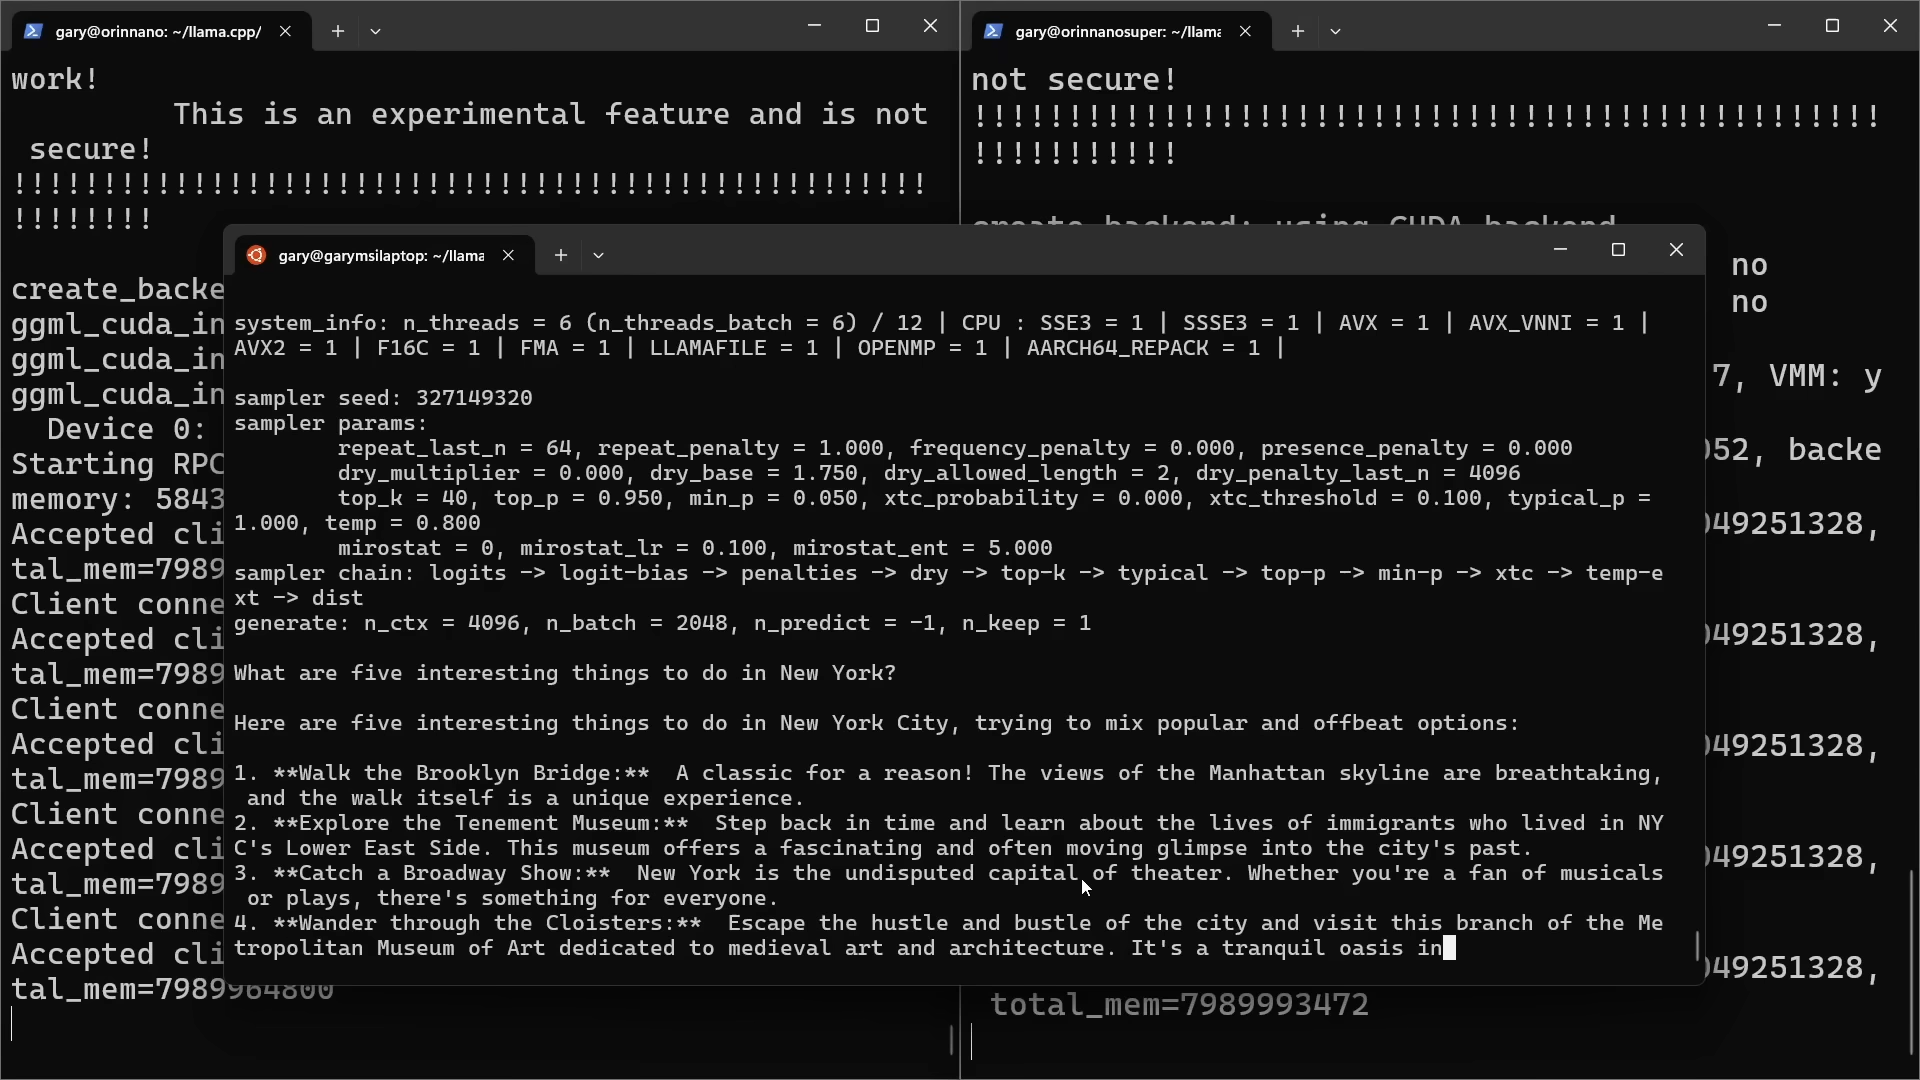 gary@orinnano: ~/llama.cpp/
work!
This is an experimental feature and is not
secure!
!!!!!!!!!!!!!!!!!!!!!!!!!!!!!!!!!!!!!!!!!!!!!!!!!!!
!!!!!!!!
create_backe
ggml_cuda_in
ggml_cuda_in
ggml_cuda_in
Device 0:
Starting RPC
memory: 5843
Accepted cli
tal_mem=7989
Client conne
Accepted cli
tal_mem=7989
Client conne
Accepted cli
tal_mem=7989
Client conne
Accepted cli
tal_mem=7989
Client conne
Accepted cli
tal_mem=7989964800
gary@orinnanosuper: ~/llama
not secure!
!!!!!!!!!!!!!!!!!!!!!!!!!!!!!!!!!!!!!!!!!!!!!!!!
!!!!!!!!!!!
create_backend: using CUDA backend
no
no
7, VMM: y
052, backe
049251328,
049251328,
049251328,
049251328,
049251328,
total_mem=7989993472
gary@garymsilaptop: ~/llama
system_info: n_threads = 6 (n_threads_batch = 6) / 12 | CPU : SSE3 = 1 | SSSE3 = 1 | AVX = 1 | AVX_VNNI = 1 |
AVX2 = 1 | F16C = 1 | FMA = 1 | LLAMAFILE = 1 | OPENMP = 1 | AARCH64_REPACK = 1 |
sampler seed: 327149320
sampler params:
repeat_last_n = 64, repeat_penalty = 1.000, frequency_penalty = 0.000, presence_penalty = 0.000
dry_multiplier = 0.000, dry_base = 1.750, dry_allowed_length = 2, dry_penalty_last_n = 4096
top_k = 40, top_p = 0.950, min_p = 0.050, xtc_probability = 0.000, xtc_threshold = 0.100, typical_p =
1.000, temp = 0.800
mirostat = 0, mirostat_lr = 0.100, mirostat_ent = 5.000
sampler chain: logits -> logit-bias -> penalties -> dry -> top-k -> typical -> top-p -> min-p -> xtc -> temp-e
xt -> dist
generate: n_ctx = 4096, n_batch = 2048, n_predict = -1, n_keep = 1
What are five interesting things to do in New York?
Here are five interesting things to do in New York City, trying to mix popular and offbeat options:
1. **Walk the Brooklyn Bridge:**  A classic for a reason! The views of the Manhattan skyline are breathtaking,
and the walk itself is a unique experience.
2. **Explore the Tenement Museum:**  Step back in time and learn about the lives of immigrants who lived in NY
C's Lower East Side. This museum offers a fascinating and often moving glimpse into the city's past.
3. **Catch a Broadway Show:**  New York is the undisputed capital of theater. Whether you're a fan of musicals
or plays, there's something for everyone.
4. **Wander through the Cloisters:**  Escape the hustle and bustle of the city and visit this branch of the Me
tropolitan Museum of Art dedicated to medieval art and architecture. It's a tranquil oasis in